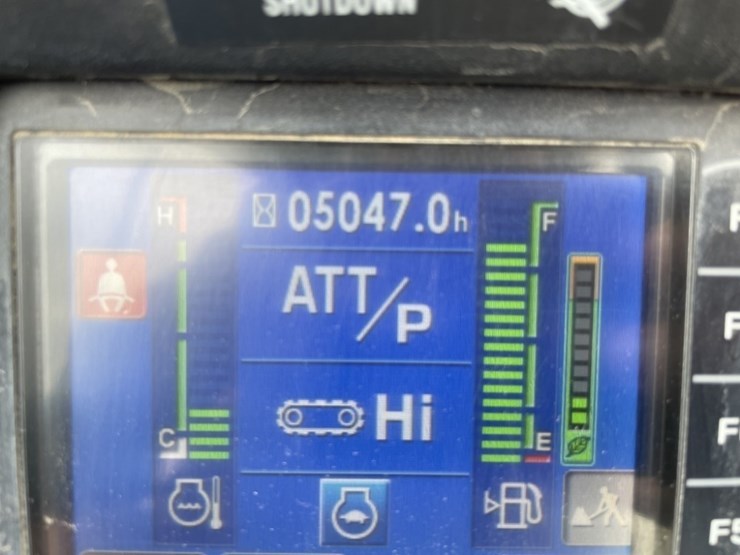 SHUTDOWN
H
05047.0h
F
ATT/P
Hi
C
E